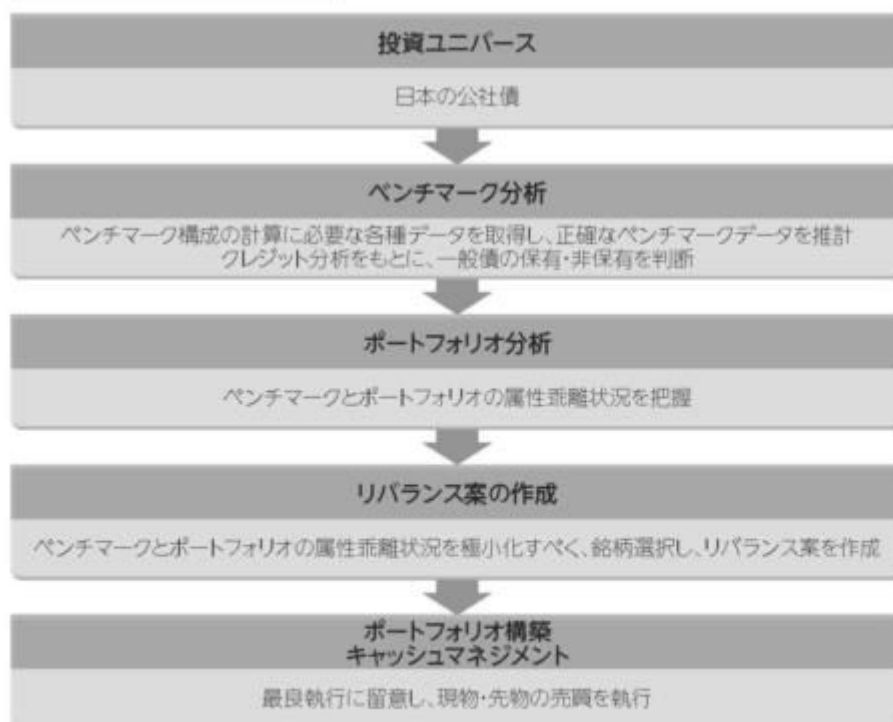 投資ユニバース
日本の公社債
ベンチマーク分析
ベンチマーク構成の計算に必要な各種データを取得し、正確なベンチマークデータを推計
クレジット分析をもとに、一般債の保有・非保有を判断
ポートフォリオ分析
ベンチマークとポートフォリオの属性乖離状況を把握
リバランス案の作成
ベンチマークとポートフォリオの属性乖離状況を極小化すべく、銘柄選択し、リバランス案を作成
ポートフォリオ構築
キャッシュマネジメント
最良執行に留意し、現物・先物の売買を執行